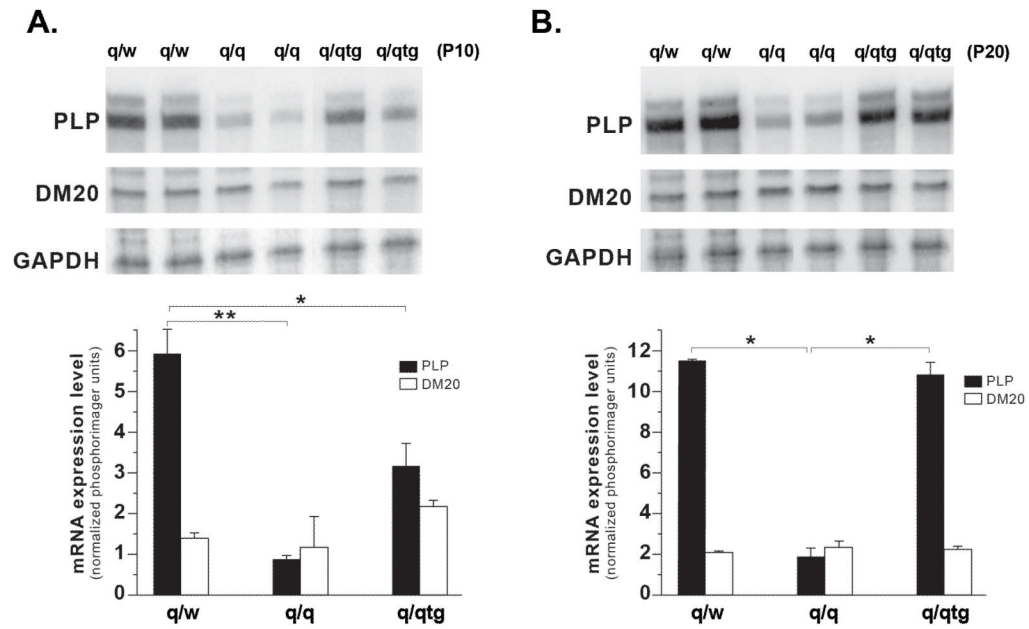 A.
q/w q/w q/q q/q q/qtg q/qtg (P10)
PLP
DM20
GAPDH
*
**
6
5
4
3
2
1
0
mRNA expression level
(normalized phosphorimager units)
PLP
DM20
q/w q/q q/qtg
B.
q/w q/w q/q q/q q/qtg q/qtg (P20)
PLP
DM20
GAPDH
* *
12
10
8
6
4
2
0
mRNA expression level
(normalized phosphorimager units)
PLP
DM20
q/w q/q q/qtg